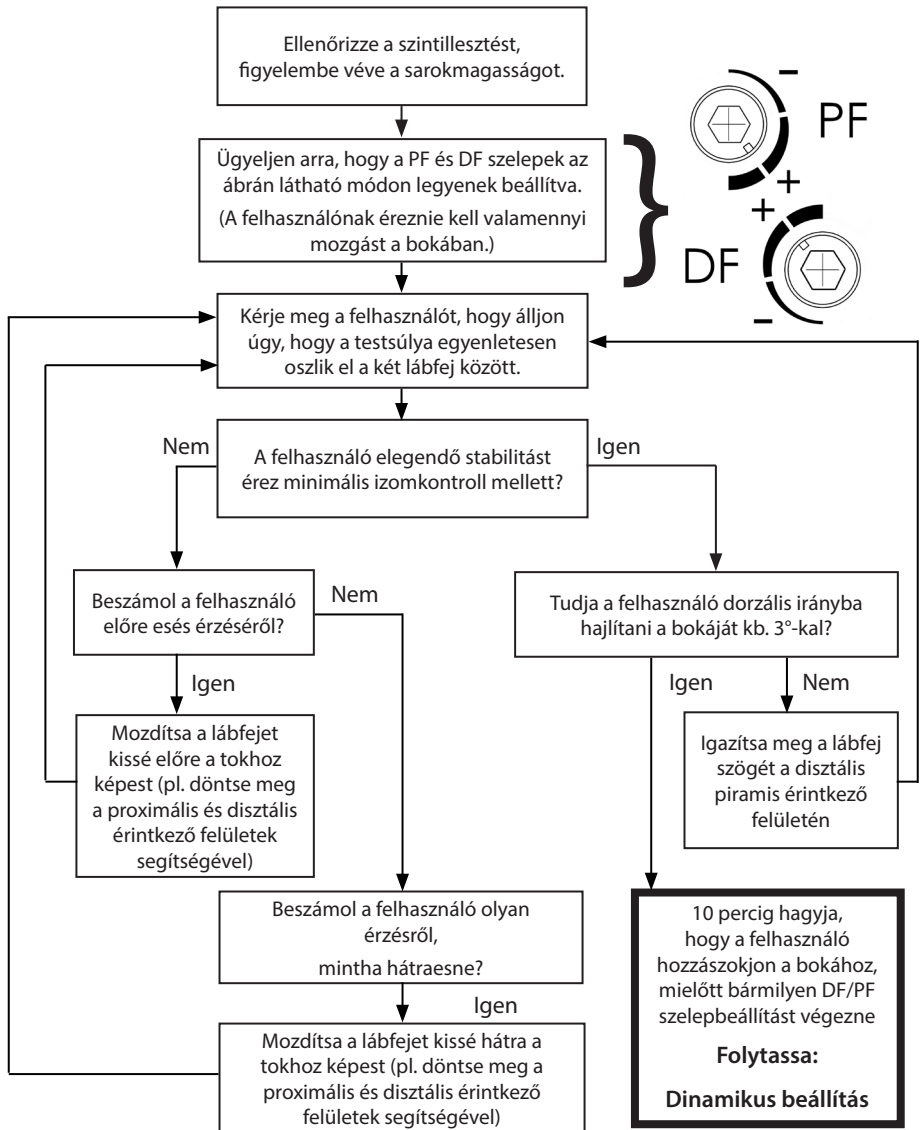 Ellenőrizze a szintillesztést,
figyelembe véve a sarokmagasságot.
Ügyeljen arra, hogy a PF és DF szelepek az
ábrán látható módon legyenek beállítva.
(A felhasználónak éreznie kell valamennyi
mozgást a bokában.)
-
PF
+
+
DF
-
Kérje meg a felhasználót, hogy álljon
úgy, hogy a testsúlya egyenletesen
oszlik el a két lábfej között.
Nem
Igen
A felhasználó elegendő stabilitást
érez minimális izomkontroll mellett?
Beszámol a felhasználó
előre esés érzéséről?
Nem
Igen
Mozdítsa a lábfejet
kissé előre a tokhoz
képest (pl. döntse meg
a proximális és disztális
érintkező felületek
segítségével)
Tudja a felhasználó dorzális irányba
hajlítani a bokáját kb. 3°-kal?
Igen
Nem
Igazítsa meg a lábfej
szögét a disztális
piramis érintkező
felületén
Beszámol a felhasználó olyan
érzésről,
mintha hátraesne?
Igen
Mozdítsa a lábfejet kissé hátra a
tokhoz képest (pl. döntse meg a
proximális és disztális érintkező
felületek segítségével)
10 percig hagyja,
hogy a felhasználó
hozzászokjon a bokához,
mielőtt bármilyen DF/PF
szelepbeállítást végezne
Folytassa:
Dinamikus beállítás